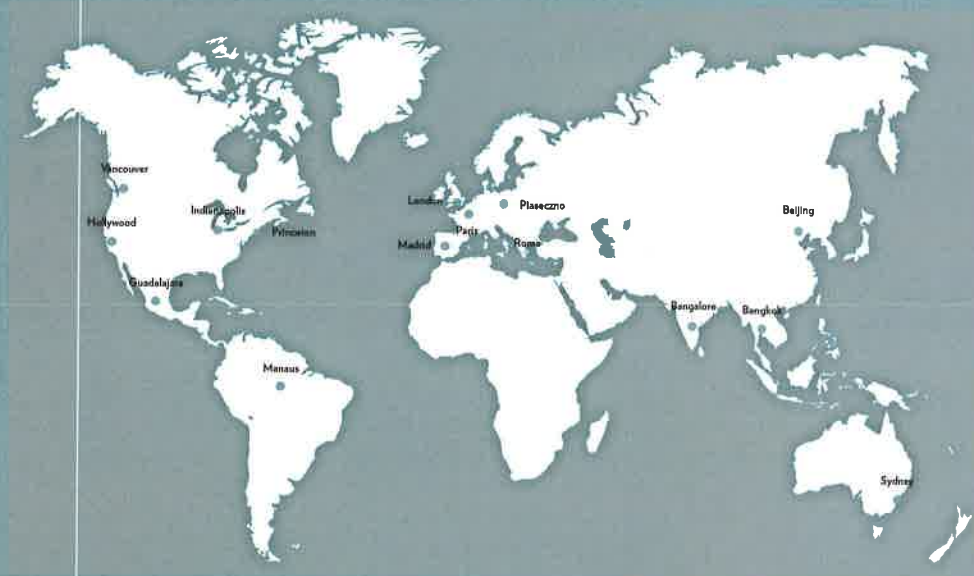 Vancouver
Hollywood
Indianapolis
Princeton
Guadalajara
Manaus
London
Paris
Madrid
Piaseczno
Rome
Beijing
Bangalore
Bangkok
Sydney